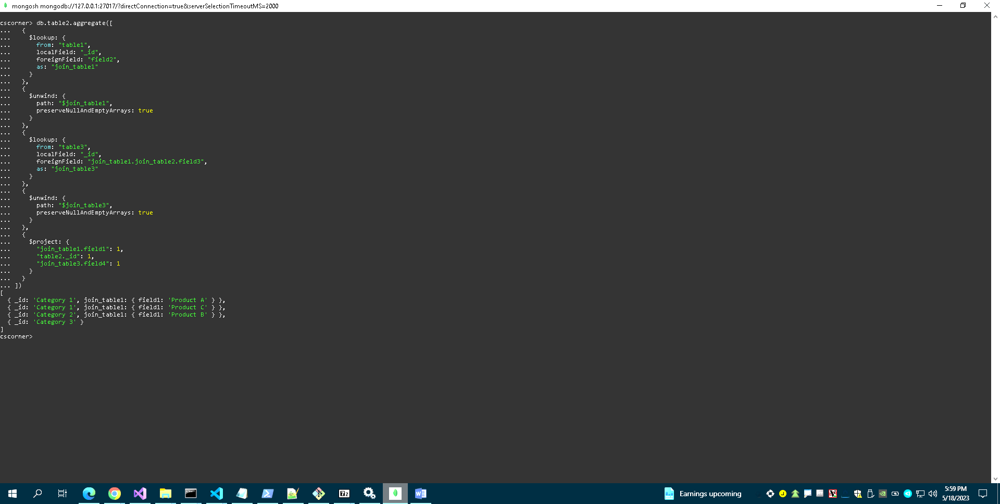 mongosh mongodb://127.0.0.1:27017/?directConnection=true&serverSelectionTimeoutMS=2000
cscorner> db.table2.aggregate([
...   {
...     $lookup: {
...       from: "table1",
...       localField: "_id",
...       foreignField: "field2",
...       as: "join_table1"
...     }
...   },
...   {
...     $unwind: {
...       path: "$join_table1",
...       preserveNullAndEmptyArrays: true
...     }
...   },
...   {
...     $lookup: {
...       from: "table3",
...       localField: "_id",
...       foreignField: "join_table1.join_table2.field3",
...       as: "join_table3"
...     }
...   },
...   {
...     $unwind: {
...       path: "$join_table3",
...       preserveNullAndEmptyArrays: true
...     }
...   },
...   {
...     $project: {
...       "join_table1.field1": 1,
...       "table2._id": 1,
...       "join_table3.field4": 1
...     }
...   }
... ])
[
  { _id: 'Category 1', join_table1: { field1: 'Product A' } },
  { _id: 'Category 1', join_table1: { field1: 'Product C' } },
  { _id: 'Category 2', join_table1: { field1: 'Product B' } },
  { _id: 'Category 3' }
]
cscorner>
Earnings upcoming
5:59 PM
5/18/2023